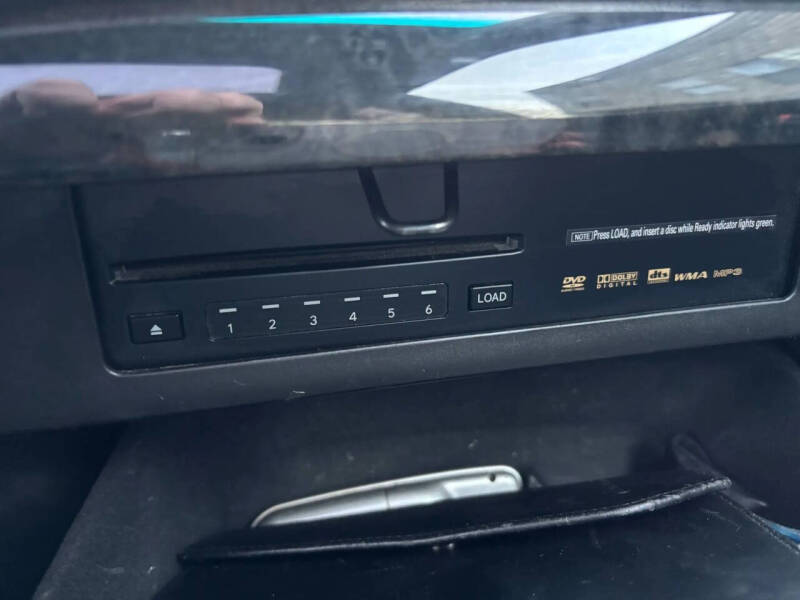 NOTE Press LOAD, and insert a disc while Ready indicator lights green.
DVD DOLBY dts WMA MP3
DIGITAL
1 2 3 4 5 6 LOAD